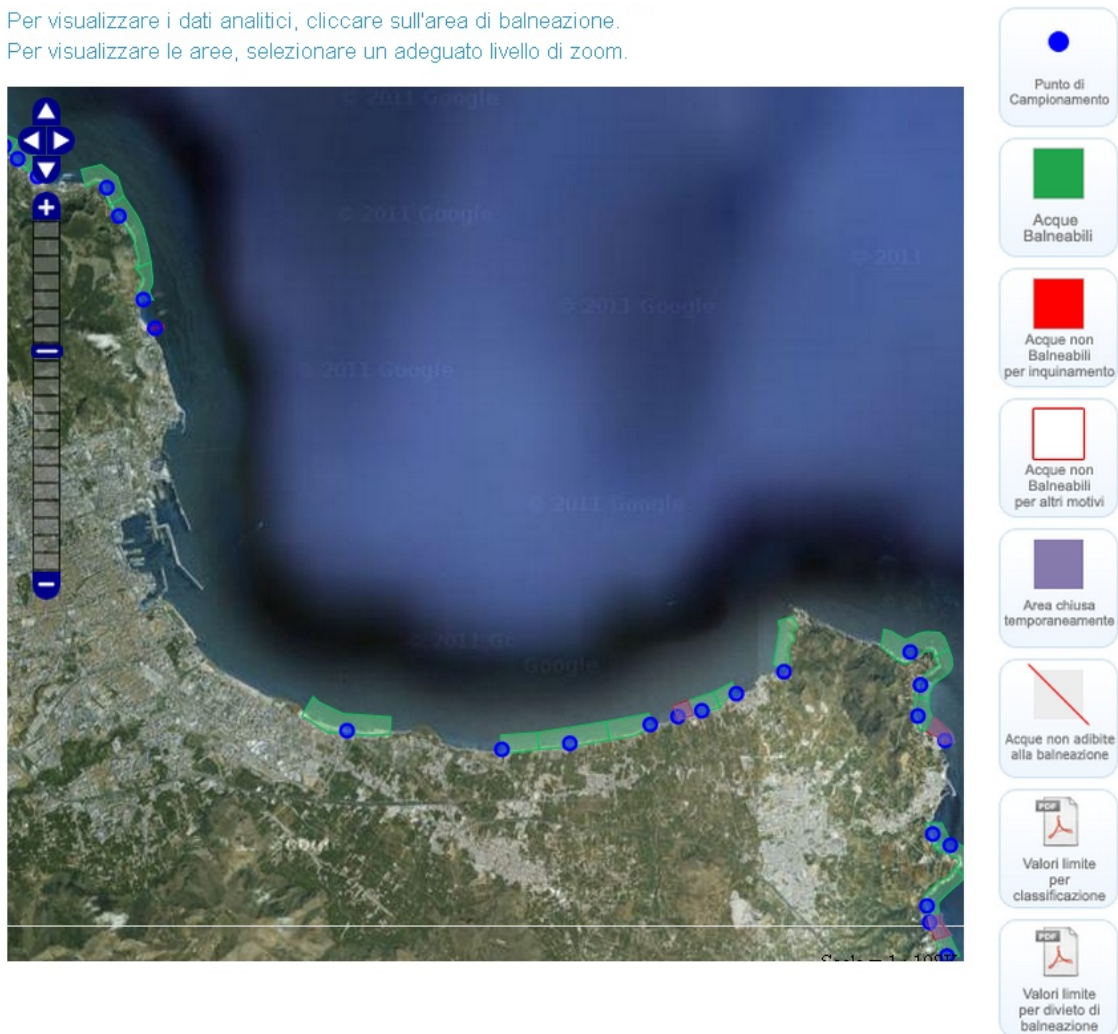 Per visualizzare i dati analitici, cliccare sull'area di balneazione.
Per visualizzare le aree, selezionare un adeguato livello di zoom.
© 2011 Google
© 2011 Google
© 2011
© 2011 Google
© 2011 Google
© 2011 Google
© 2011
Google
Punto di
Campionamento
Acque
Balneabili
Acque non
Balneabili
per inquinamento
Acque non
Balneabili
per altri motivi
Area chiusa
temporaneamente
Acque non adibite
alla balneazione
PDF
Valori limite
per
classificazione
PDF
Valori limite
per divieto di
balneazione